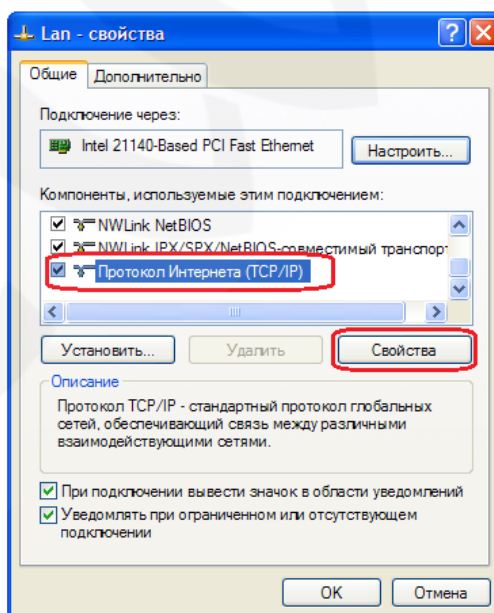 Lan - свойства
Общие
Дополнительно
Подключение через:
Intel 21140-Based PCI Fast Ethernet
Настроить...
Компоненты, используемые этим подключением:
NWLink NetBIOS
NWLink IPX/SPX/NetBIOS-совместимый транспорт
Протокол Интернета (TCP/IP)
Установить...
Удалить
Свойства
Описание
Протокол TCP/IP - стандартный протокол глобальных
сетей, обеспечивающий связь между различными
взаимодействующими сетями.
При подключении вывести значок в области уведомлений
Уведомлять при ограниченном или отсутствующем
подключении
OK
Отмена